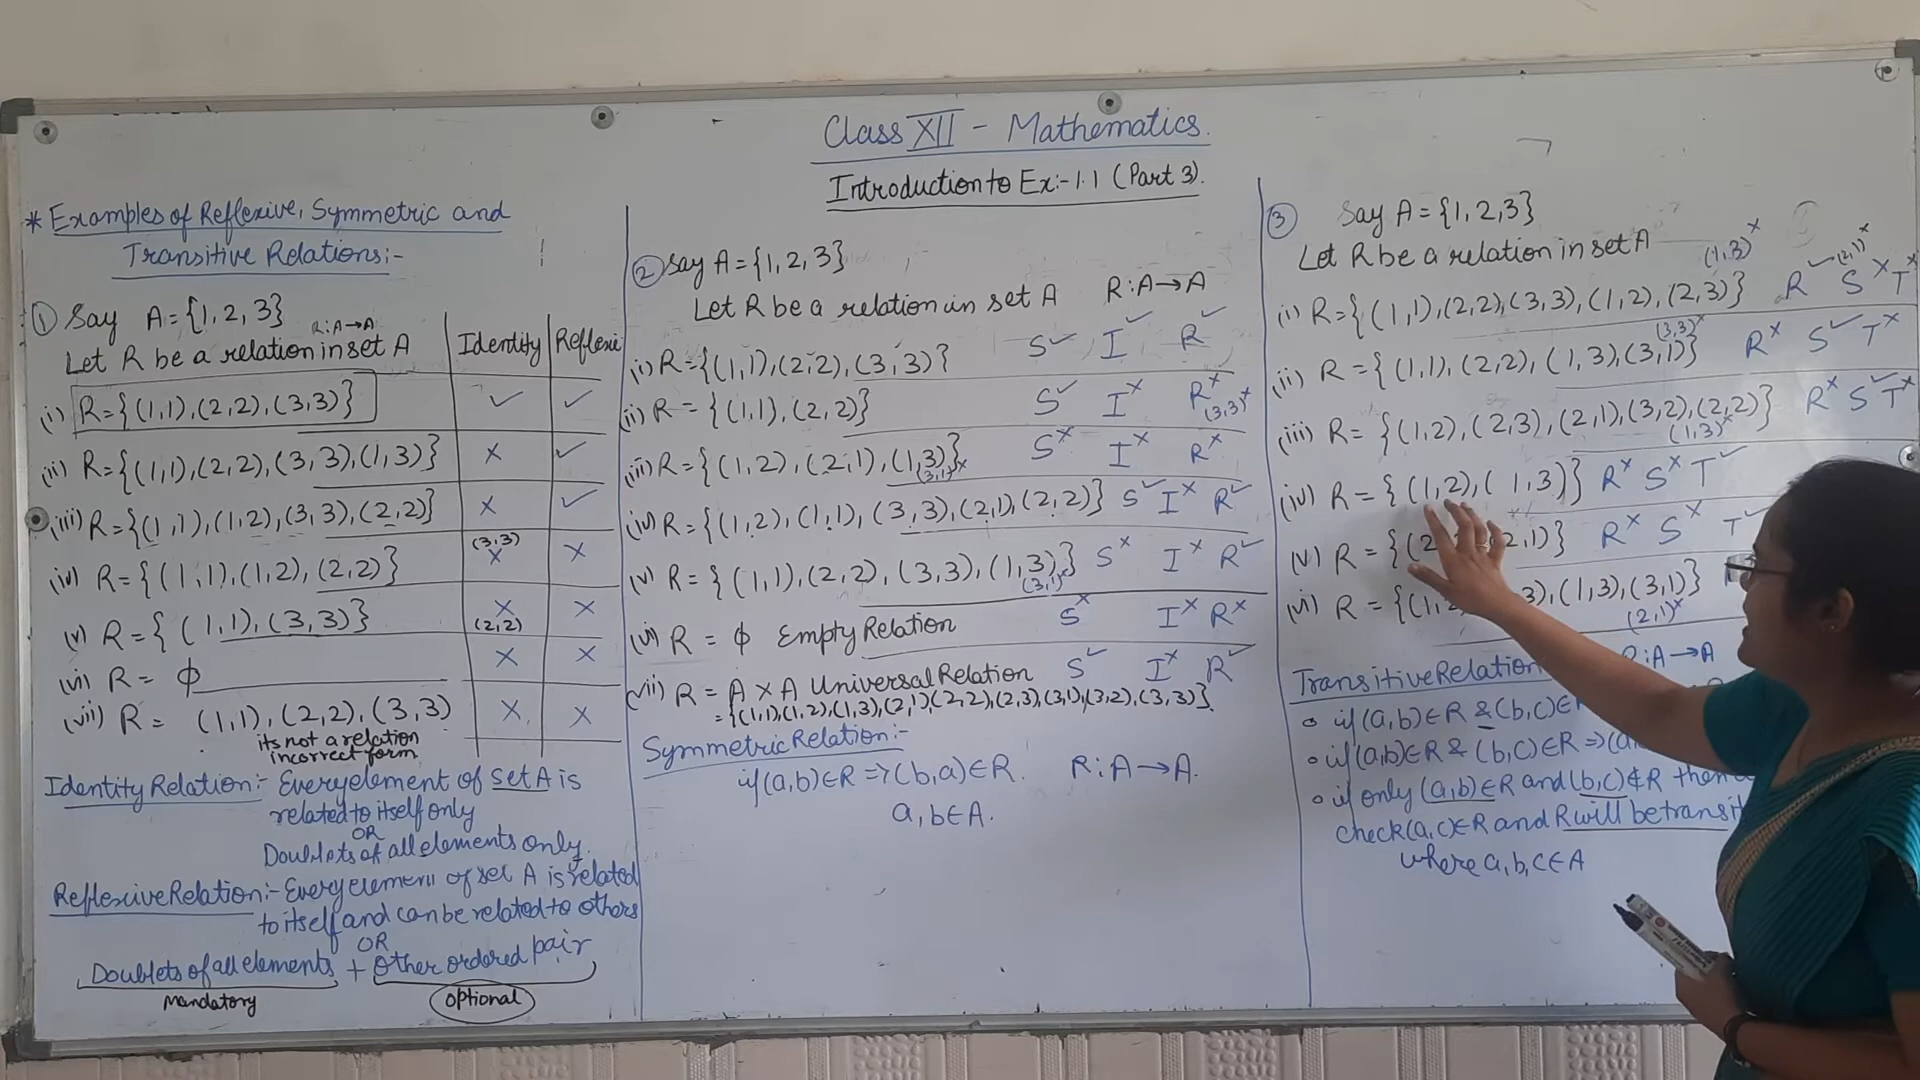 Class XII - Mathematics.
Introduction to Ex:- 1.1 (Part 3).
* Examples of Reflexive, Symmetric and
Transitive Relations:-
① Say A = {1, 2, 3}
R: A→A
Let R be a relation in set A
Identity Reflexi
(i) R = {(1,1), (2,2), (3,3)} ✓ ✓
(ii) R = {(1,1), (2,2), (3,3), (1,3)} × ✓
(iii) R = {(1,1), (1,2), (3,3), (2,2)} × ✓
(iv) R = {(1,1), (1,2), (2,2)} (3,3) × ×
(v) R = {(1,1), (3,3)} × (2,2) ×
(vi) R = ϕ × ×
(vii) R = (1,1), (2,2), (3,3) × ×
its not a relation
incorrect form
Identity Relation:- Every element of set A is
related to itself only
OR
Doublets of all elements only.
Reflexive Relation:- Every element of set A is related
to itself and can be related to others
OR
Doublets of all elements + Other ordered pair
Mandatory Optional
② Say A = {1, 2, 3}
Let R be a relation in set A R: A→A
(i) R = {(1,1), (2,2), (3,3)} S✓ I✓ R✓
(ii) R = {(1,1), (2,2)} S✓ I× R× (3,3)×
(iii) R = {(1,2), (2,1), (1,3)} (3,1)× S× I× R×
(iv) R = {(1,2), (1,1), (3,3), (2,1), (2,2)} S✓ I× R✓
(v) R = {(1,1), (2,2), (3,3), (1,3)} (3,1)× S× I× R✓
(vi) R = ϕ Empty Relation S× I× R×
(vii) R = A × A Universal Relation S✓ I× R✓
= {(1,1), (1,2), (1,3), (2,1), (2,2), (2,3), (3,1), (3,2), (3,3)}.
Symmetric Relation:-
if (a,b) ∈ R => (b,a) ∈ R. R: A→A.
a, b ∈ A.
③ Say A = {1, 2, 3}
Let R be a relation in set A
(i) R = {(1,1), (2,2), (3,3), (1,2), (2,3)} (1,3)× R✓ (2,1)× S× T×
(ii) R = {(1,1), (2,2), (1,3), (3,1)} (3,3)× R× S✓ T×
(iii) R = {(1,2), (2,3), (2,1), (3,2), (2,2)} (1,3)× R× S✓ T×
(iv) R = {(1,2), (1,3)} R× S× T✓
(v) R = {(2, 2,1)} R× S× T✓
(vi) R = {(1,2 3), (1,3), (3,1)} (2,1)×
Transitive Relation R: A→A
• if (a,b) ∈ R & (b,c) ∈
• if (a,b) ∈ R & (b,c) ∈ R => (a
• if only (a,b) ∈ R and (b,c) ∉ R then
check (a,c) ∈ R and R will be transit
where a, b, c ∈ A